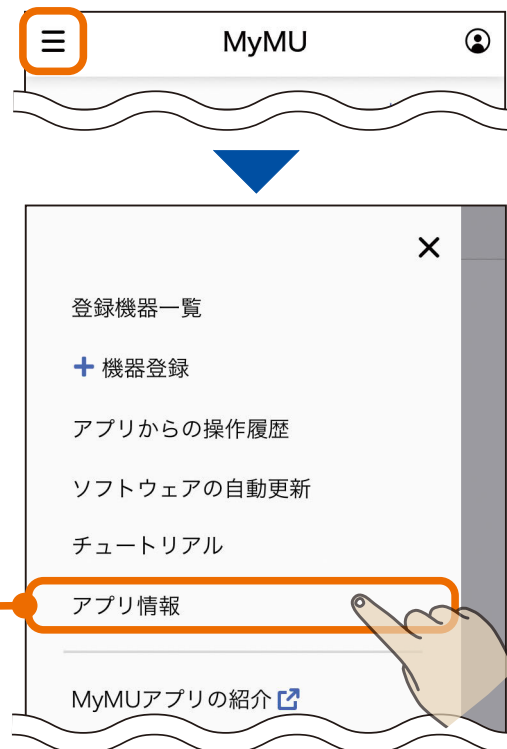 MyMU
登録機器一覧
機器登録
アプリからの操作履歴
ソフトウェアの自動更新
チュートリアル
アプリ情報
MyMUアプリの紹介